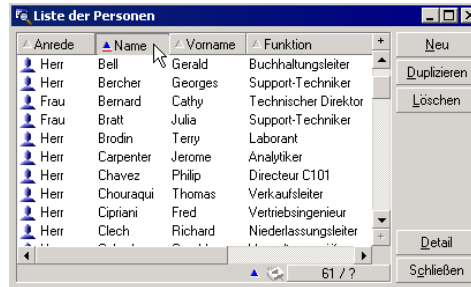 Liste der Personen
Anrede Name Vorname Funktion + Neu
Herr Bell Gerald Buchhaltungsleiter
Herr Bercher Georges Support-Techniker Duplizieren
Frau Bernard Cathy Technischer Direktor
Frau Bratt Julia Support-Techniker Löschen
Herr Brodin Terry Laborant
Herr Carpenter Jerome Analytiker
Herr Chavez Philip Directeur C101
Herr Chouraqui Thomas Verkaufsleiter
Herr Cipriani Fred Vertriebsingenieur
Herr Clech Richard Niederlassungsleiter
Detail
61 / ? Schließen